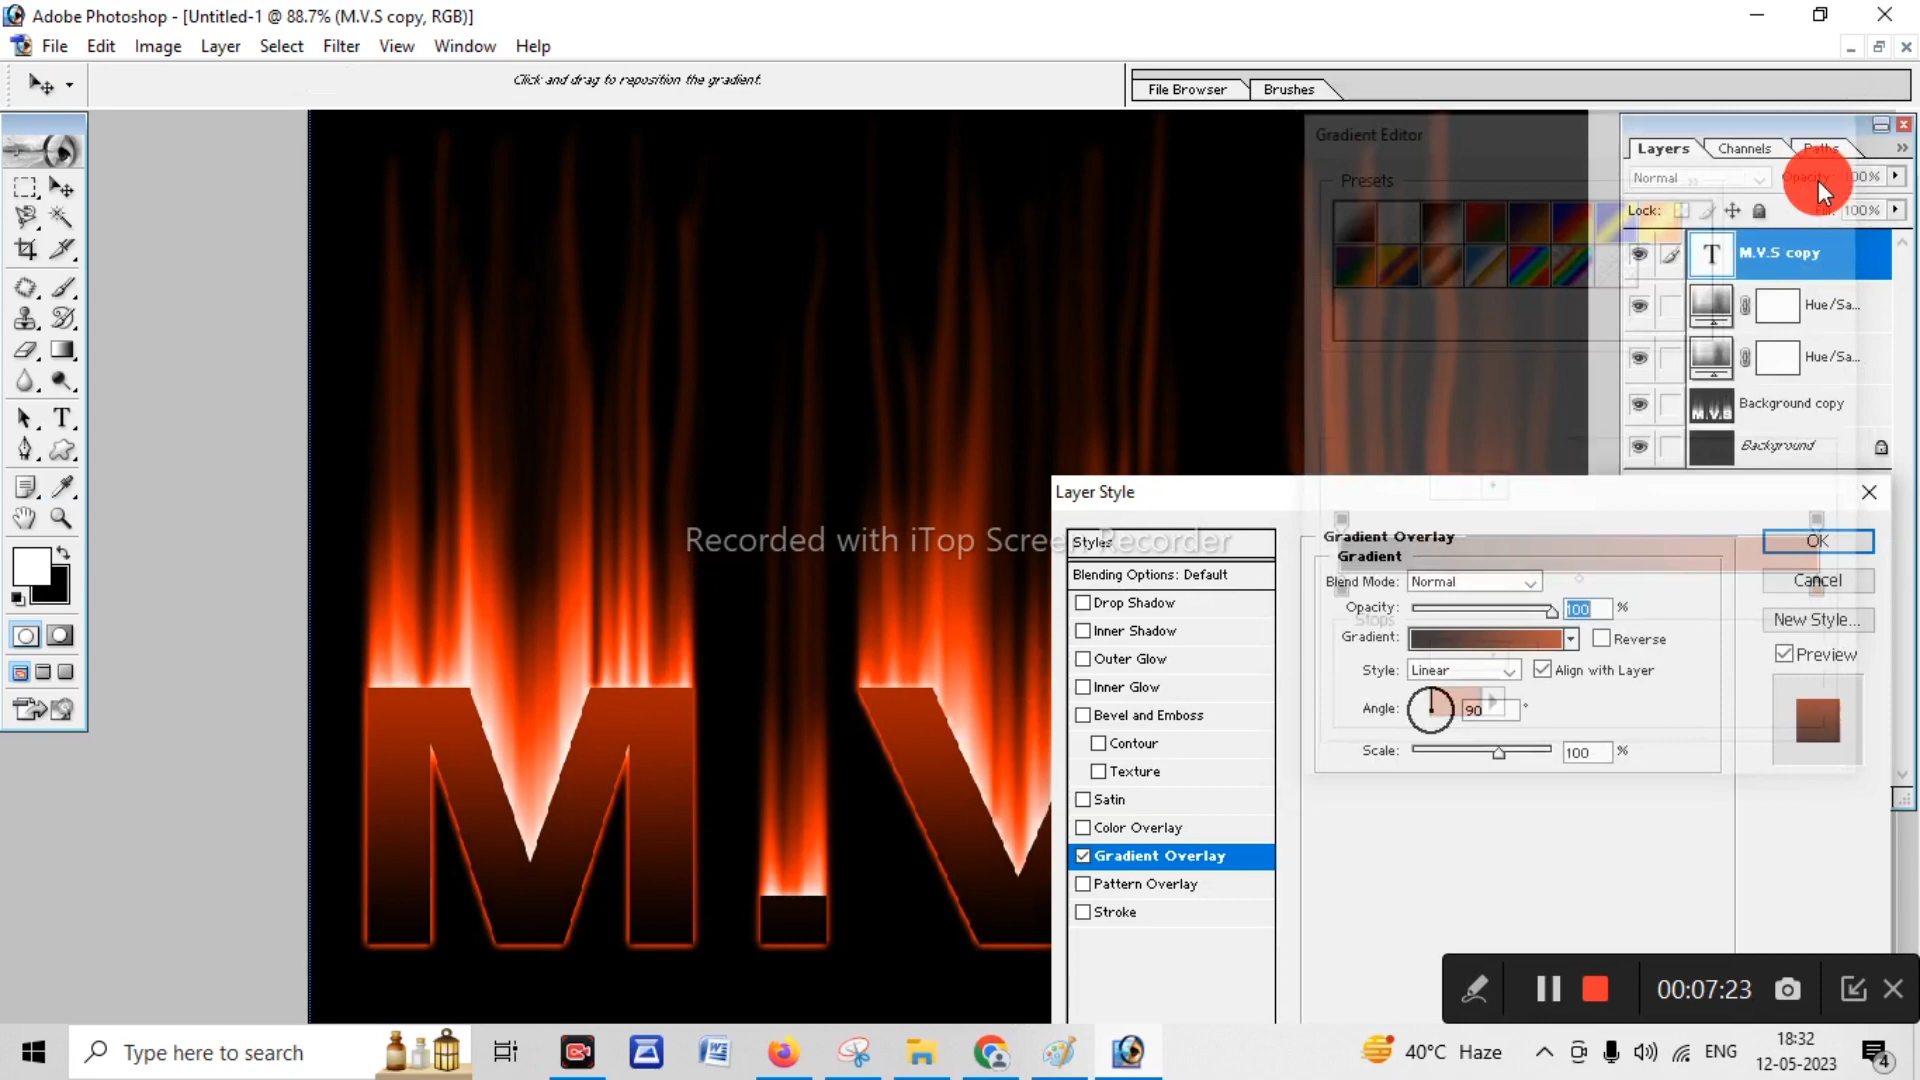 Adobe Photoshop - [Untitled-1 @ 88.7% (M.V.S copy, RGB)]
File Edit Image Layer Select Filter View Window Help
Click and drag to reposition the gradient.
File Browser Brushes
Gradient Editor
Presets
Layers Channels Paths
Normal Opacity: 100%
Lock: Fill: 100%
T M.V.S copy
Hue/Sa...
Hue/Sa...
M.V.S Background copy
Background
M.V
Recorded with iTop Screen Recorder
Layer Style
Styles
Blending Options: Default
Drop Shadow
Inner Shadow
Outer Glow
Inner Glow
Bevel and Emboss
Contour
Texture
Satin
Color Overlay
Gradient Overlay
Pattern Overlay
Stroke
Gradient Overlay
Gradient
Blend Mode: Normal
Opacity: 100 %
Stops
Gradient: Reverse
Style: Linear Align with Layer
Angle: 90 °
Scale: 100 %
OK
Cancel
New Style...
Preview
00:07:23
Type here to search
40°C Haze
ENG
18:32
12-05-2023
4